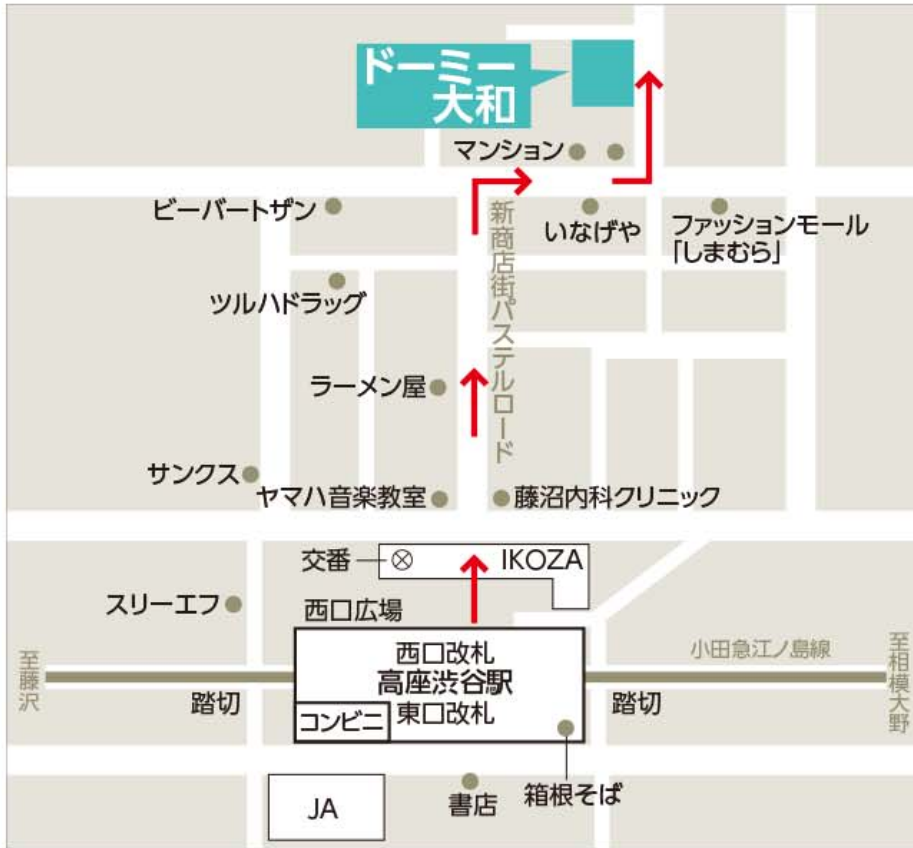 ドーミー
大和
マンション
ビーバートザン
いなげや
ファッションモール
「しまむら」
新商店街パステルロード
ツルハドラッグ
ラーメン屋
サンクス
ヤマハ音楽教室
藤沼内科クリニック
交番
IKOZA
スリーエフ
西口広場
西口改札
高座渋谷駅
東口改札
コンビニ
小田急江ノ島線
至藤沢
至相模大野
踏切
踏切
箱根そば
書店
JA